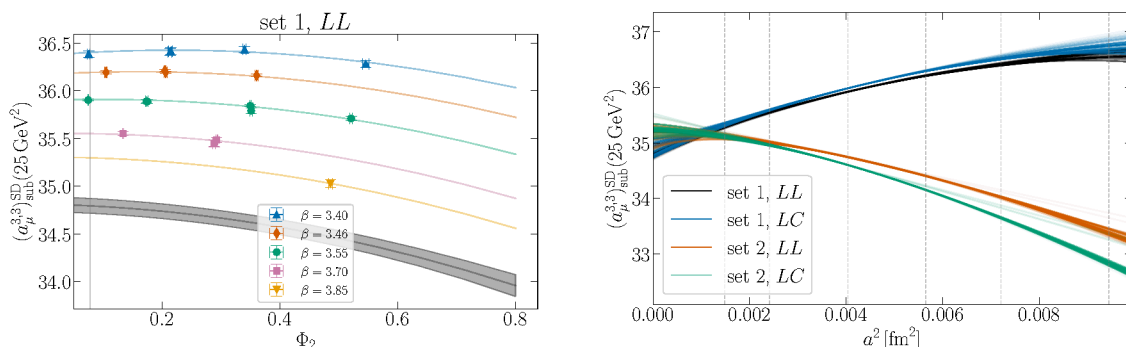 set 1, LL
(a_μ^{3,3})_{sub}^{SD}(25 GeV²)
36.5
36.0
35.5
35.0
34.5
34.0
β = 3.40
β = 3.46
β = 3.55
β = 3.70
β = 3.85
0.2 0.4 0.6 0.8
Φ₂
(a_μ^{3,3})_{sub}^{SD}(25 GeV²)
37
36
35
34
33
set 1, LL
set 1, LC
set 2, LL
set 2, LC
0.000 0.002 0.004 0.006 0.008
a² [fm²]